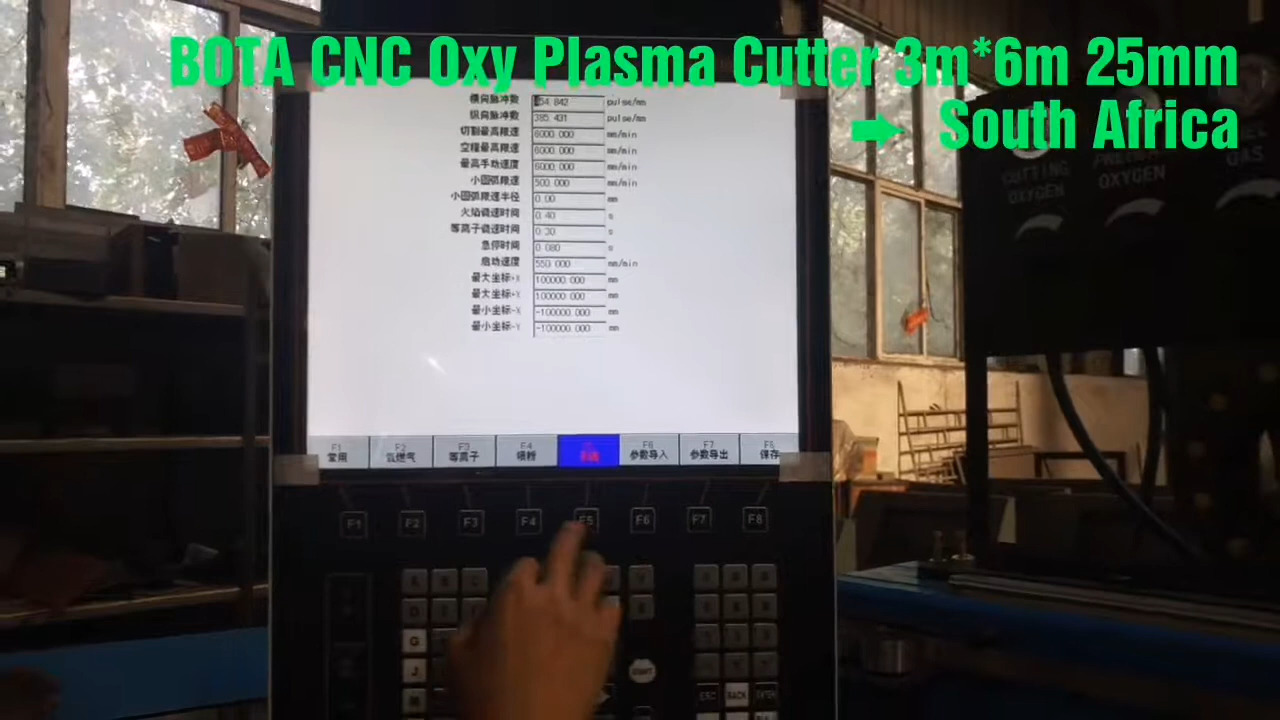 BOTA CNC Oxy Plasma Cutter 3m*6m 25mm
➡ South Africa
横向脉冲数 pulse/mm
纵向脉冲数 385.431 pulse/mm
切割最高限速 6000.000 mm/min
空程最高限速 6000.000 mm/min
最高手动速度 6000.000 mm/min
小圆弧限速 500.000 mm/min
小圆弧限速半径 0.00 mm
火焰调速时间 0.40 s
等离子调速时间 0.30 s
急停时间 0.080 s
启动速度 550.000 mm/min
最大坐标+X 100000.000 mm
最大坐标+Y 100000.000 mm
最小坐标-X -100000.000 mm
最小坐标-Y -100000.000 mm
F1 F2 F3 F4 F6 F7 F8
常用 氧燃气 等离子 喷粉 系统 参数导入 参数导出 保存
F1 F2 F3 F4 F5 F6 F7 F8
G
J
START
ESC BACK
CUTTING
OXYGEN
OXYGEN
GAS